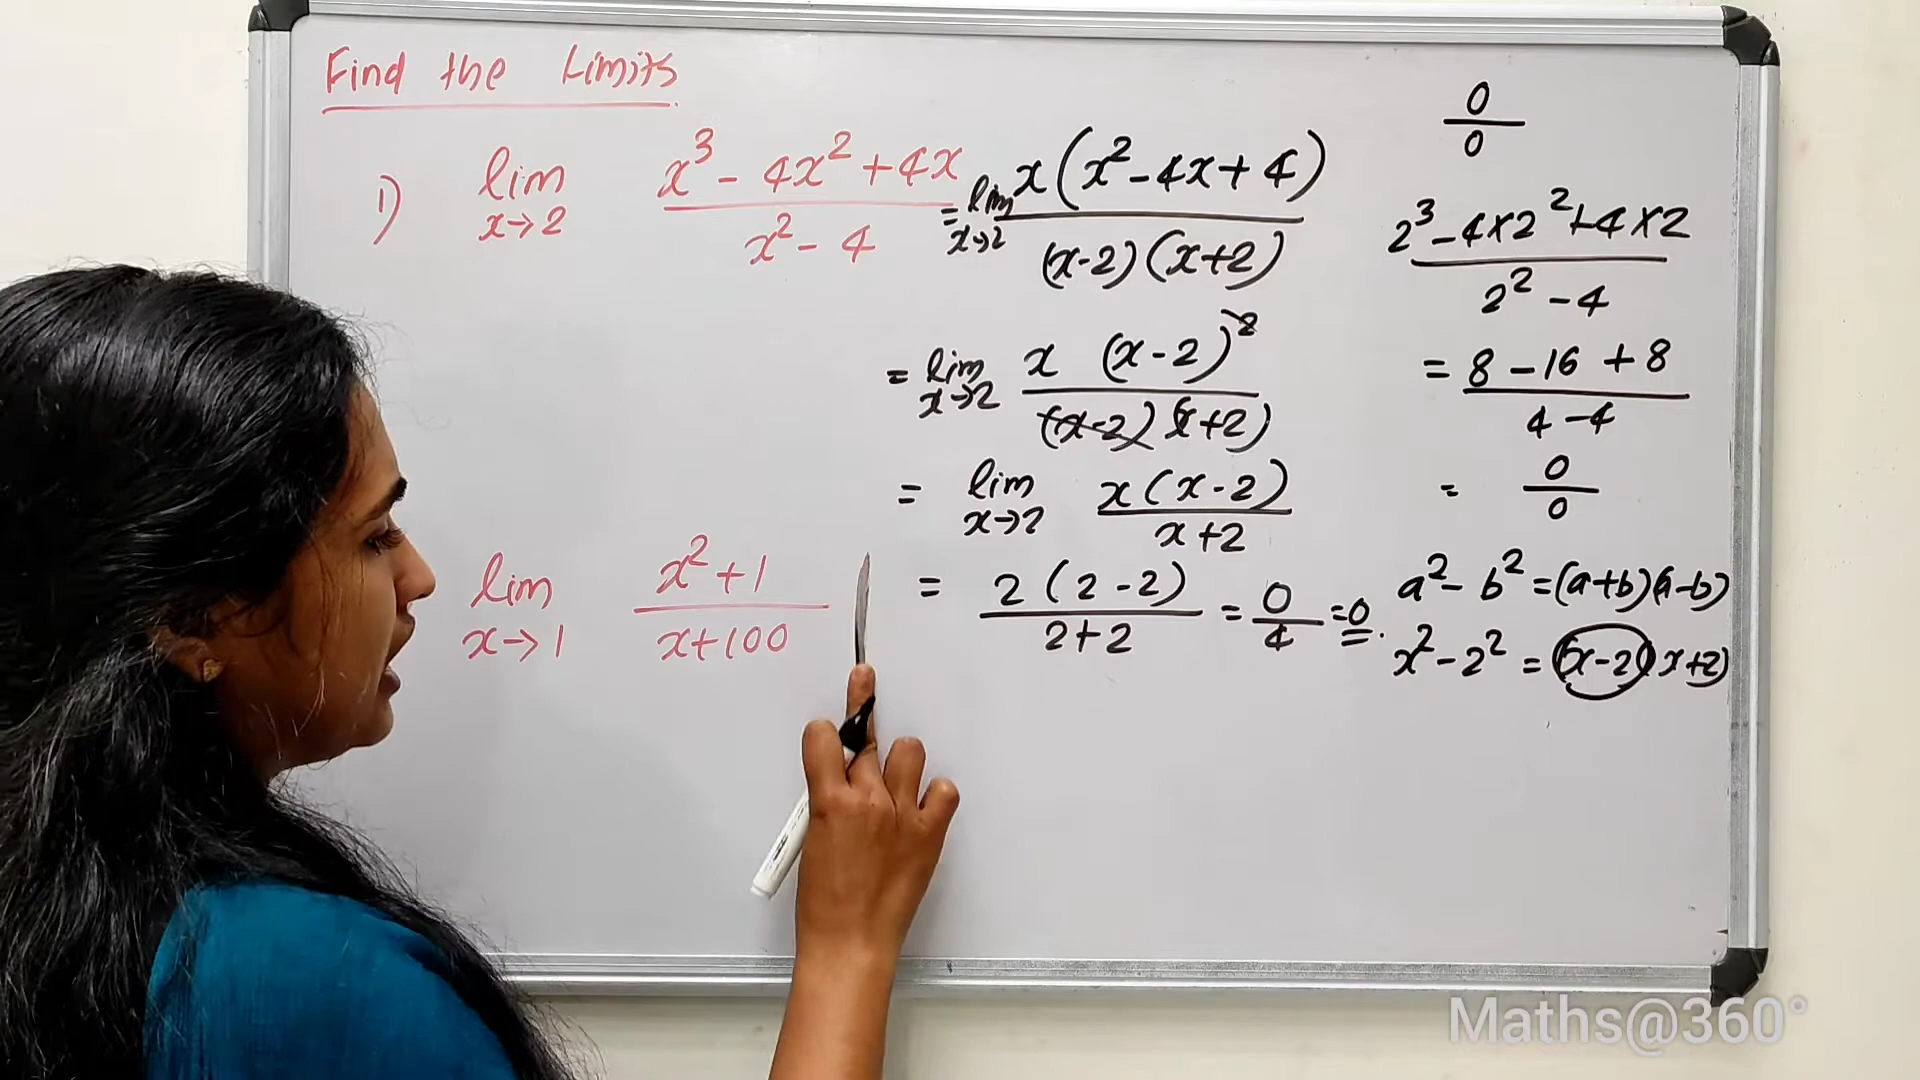 Find the Limits
1) lim x→2 (x³ - 4x² + 4x)/(x² - 4) = lim x→2 x(x² - 4x + 4)/((x-2)(x+2))
= lim x→2 x (x-2)²/((x-2)(x+2))
= lim x→2 x(x-2)/(x+2)
= 2(2-2)/(2+2) = 0/4 = 0.
0/0
(2³ - 4×2² + 4×2)/(2² - 4)
= (8 - 16 + 8)/(4 - 4)
= 0/0
a² - b² = (a+b)(a-b)
x² - 2² = (x-2)(x+2)
lim x→1 (x² + 1)/(x+100)
Maths@360°